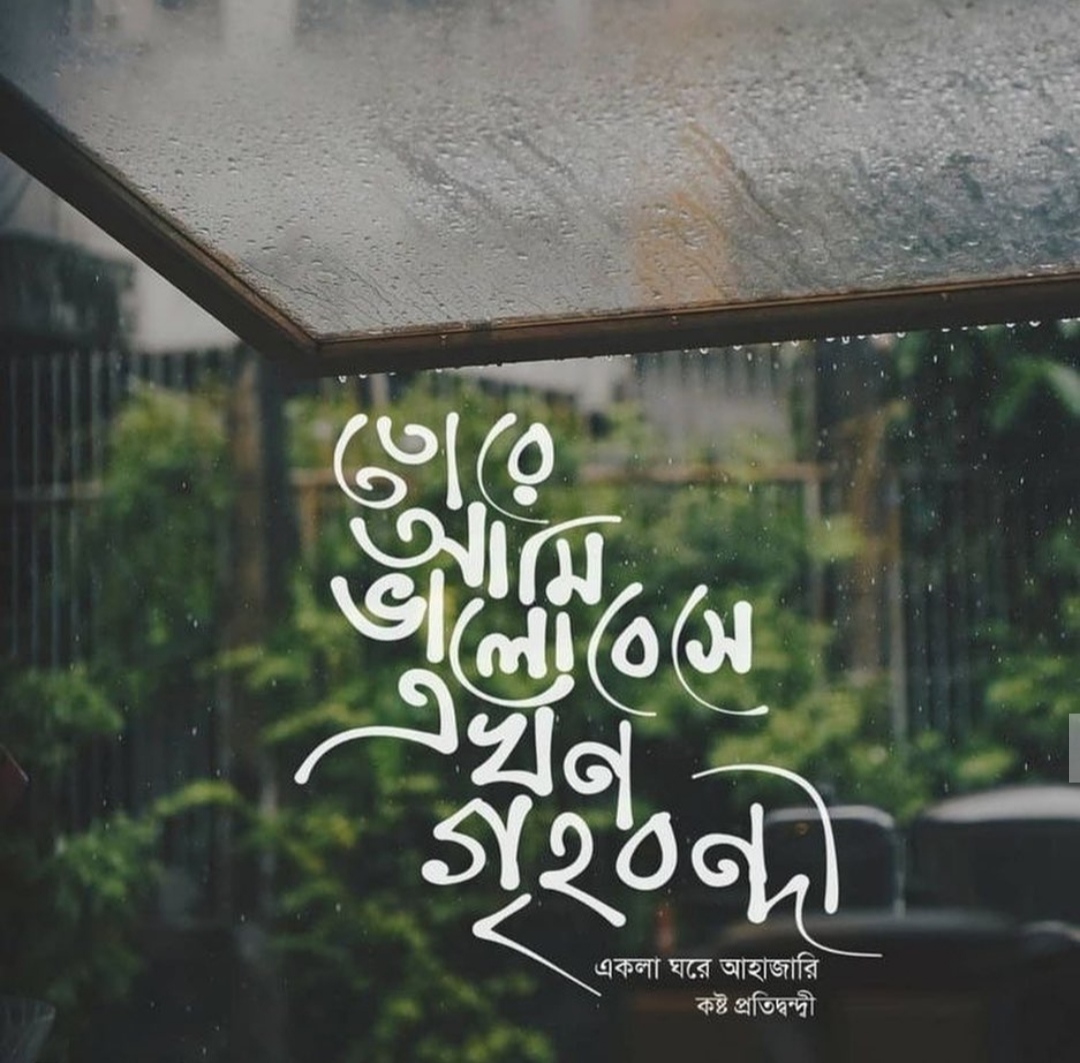 তোরে
আমি
ভালোবেসে
এখন
গৃহবন্দী
একলা ঘরে আহাজারি
কষ্ট প্রতিদ্বন্দ্বী